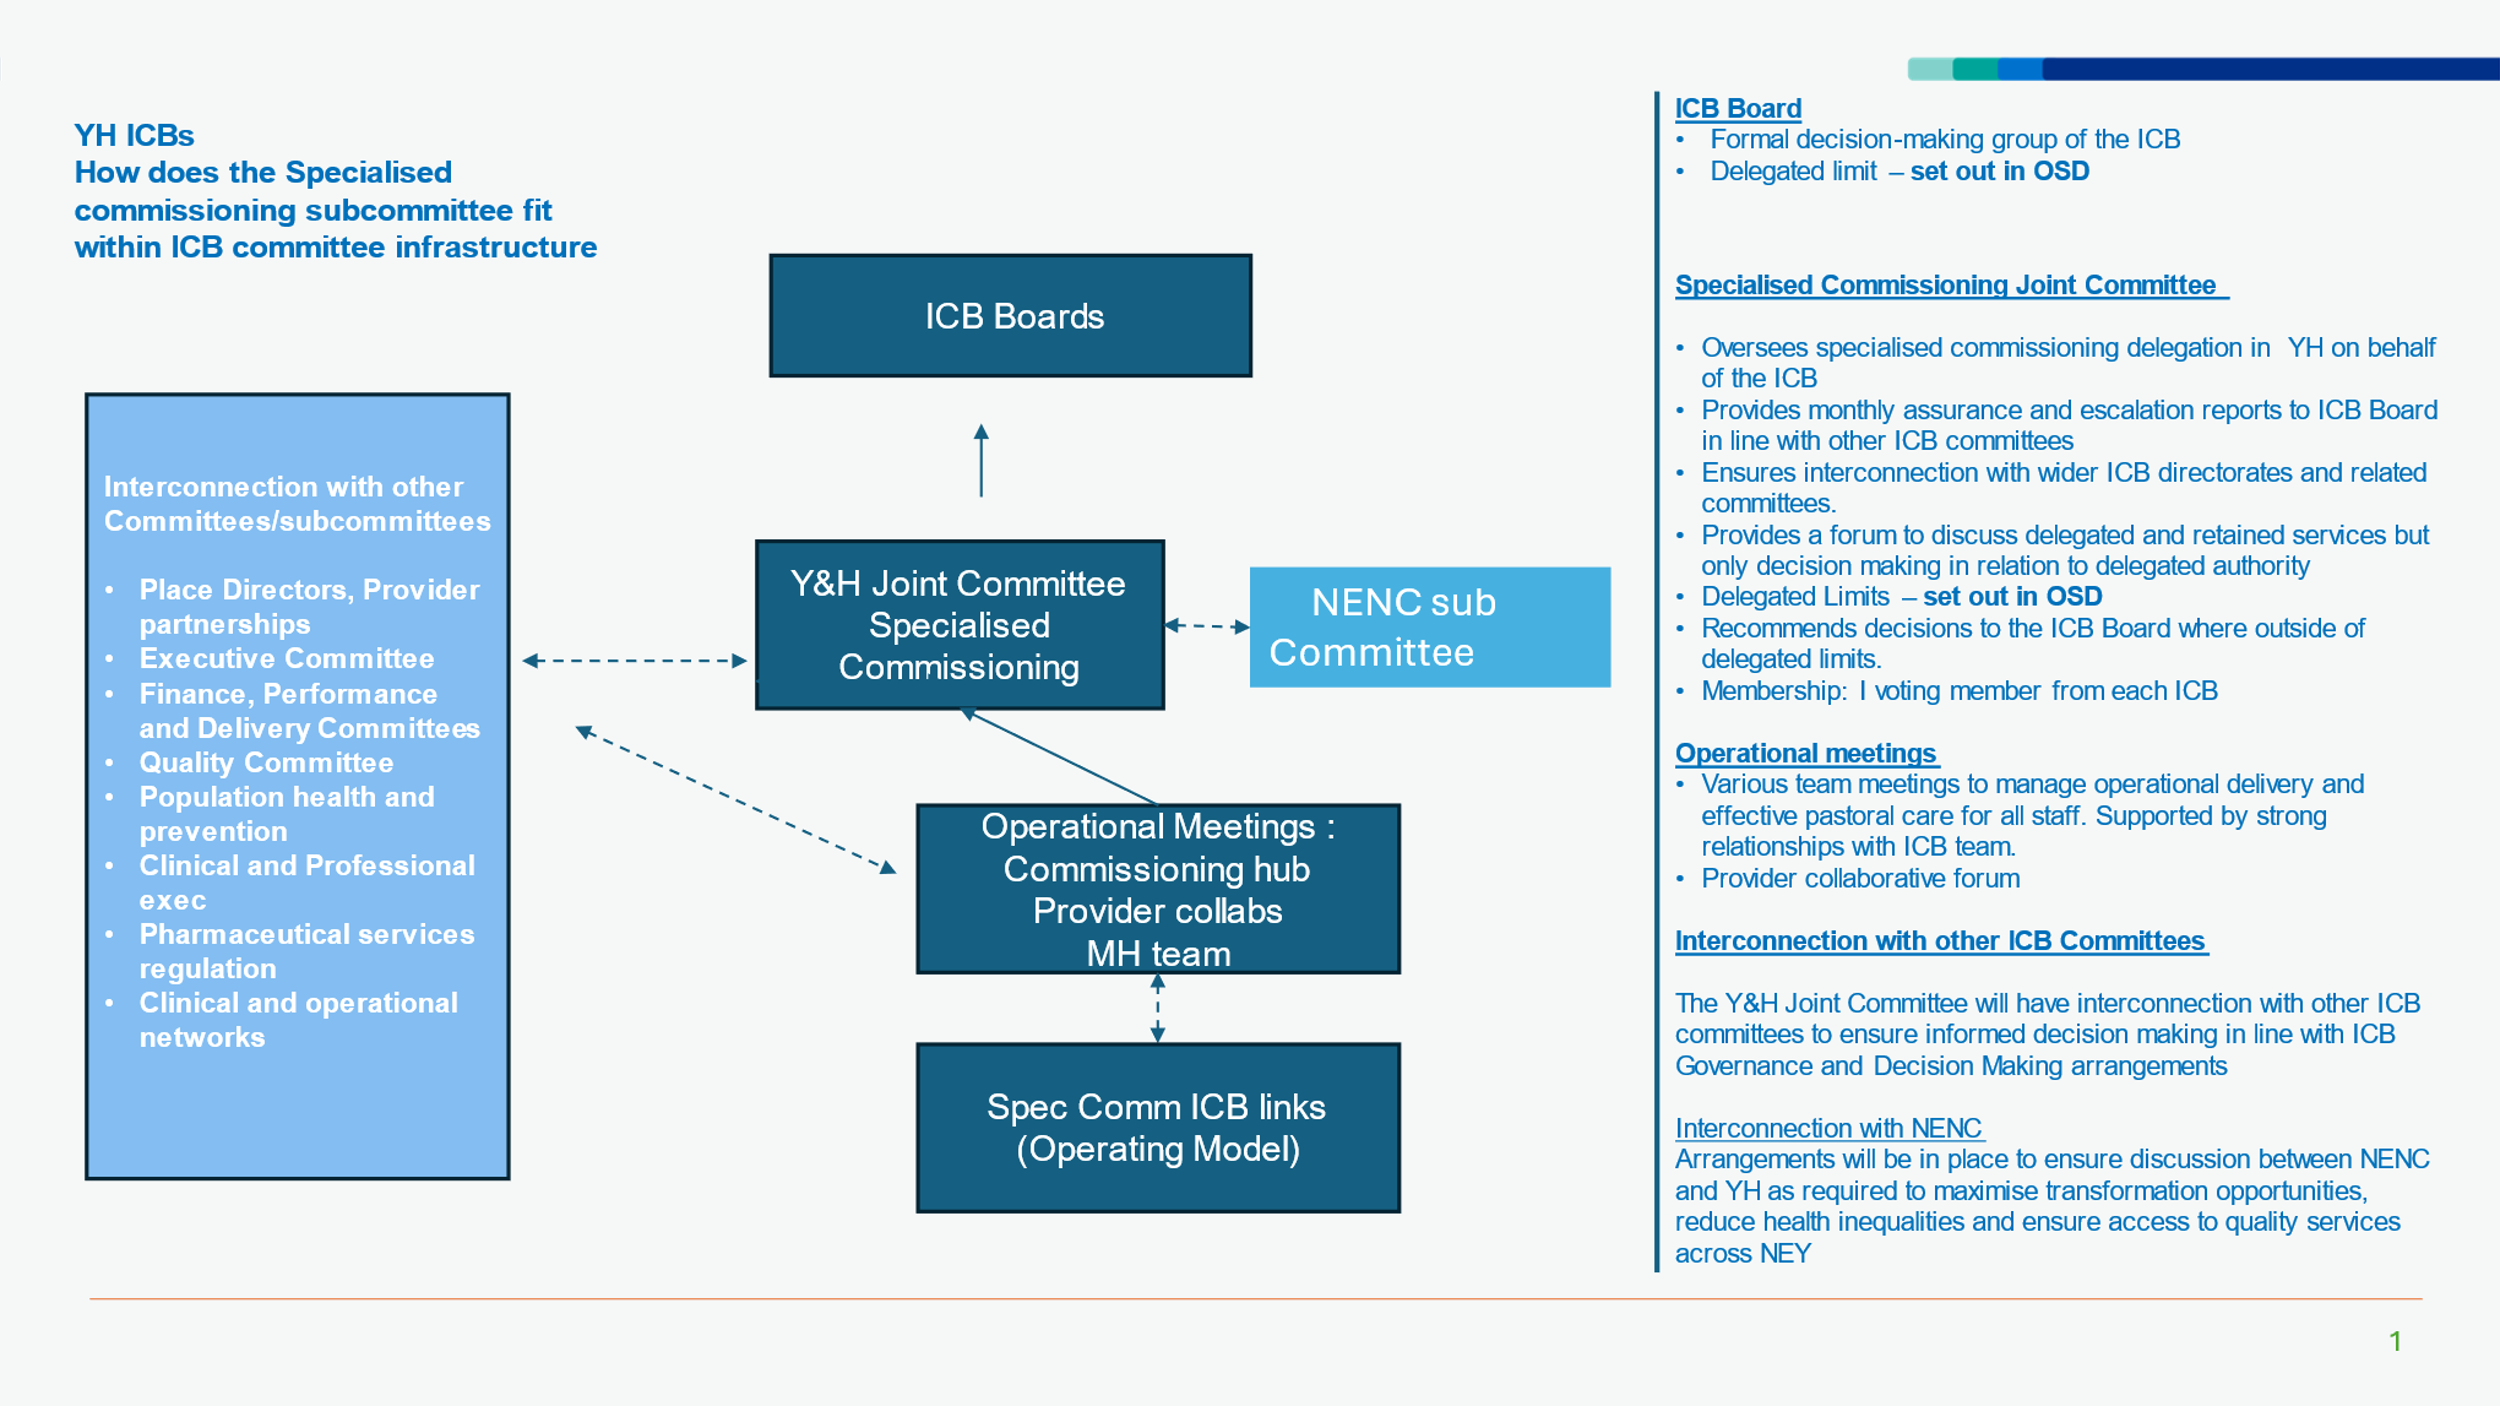 YH ICBs
How does the Specialised
commissioning subcommittee fit
within ICB committee infrastructure
Interconnection with other
Committees/subcommittees
• Place Directors, Provider
partnerships
• Executive Committee
• Finance, Performance
and Delivery Committees
• Quality Committee
• Population health and
prevention
• Clinical and Professional
exec
• Pharmaceutical services
regulation
• Clinical and operational
networks
ICB Boards
Y&H Joint Committee
Specialised
Commissioning
NENC sub
Committee
Operational Meetings :
Commissioning hub
Provider collabs
MH team
Spec Comm ICB links
(Operating Model)
ICB Board
• Formal decision-making group of the ICB
• Delegated limit – set out in OSD
Specialised Commissioning Joint Committee
• Oversees specialised commissioning delegation in YH on behalf
of the ICB
• Provides monthly assurance and escalation reports to ICB Board
in line with other ICB committees
• Ensures interconnection with wider ICB directorates and related
committees.
• Provides a forum to discuss delegated and retained services but
only decision making in relation to delegated authority
• Delegated Limits – set out in OSD
• Recommends decisions to the ICB Board where outside of
delegated limits.
• Membership: I voting member from each ICB
Operational meetings
• Various team meetings to manage operational delivery and
effective pastoral care for all staff. Supported by strong
relationships with ICB team.
• Provider collaborative forum
Interconnection with other ICB Committees
The Y&H Joint Committee will have interconnection with other ICB
committees to ensure informed decision making in line with ICB
Governance and Decision Making arrangements
Interconnection with NENC
Arrangements will be in place to ensure discussion between NENC
and YH as required to maximise transformation opportunities,
reduce health inequalities and ensure access to quality services
across NEY
1